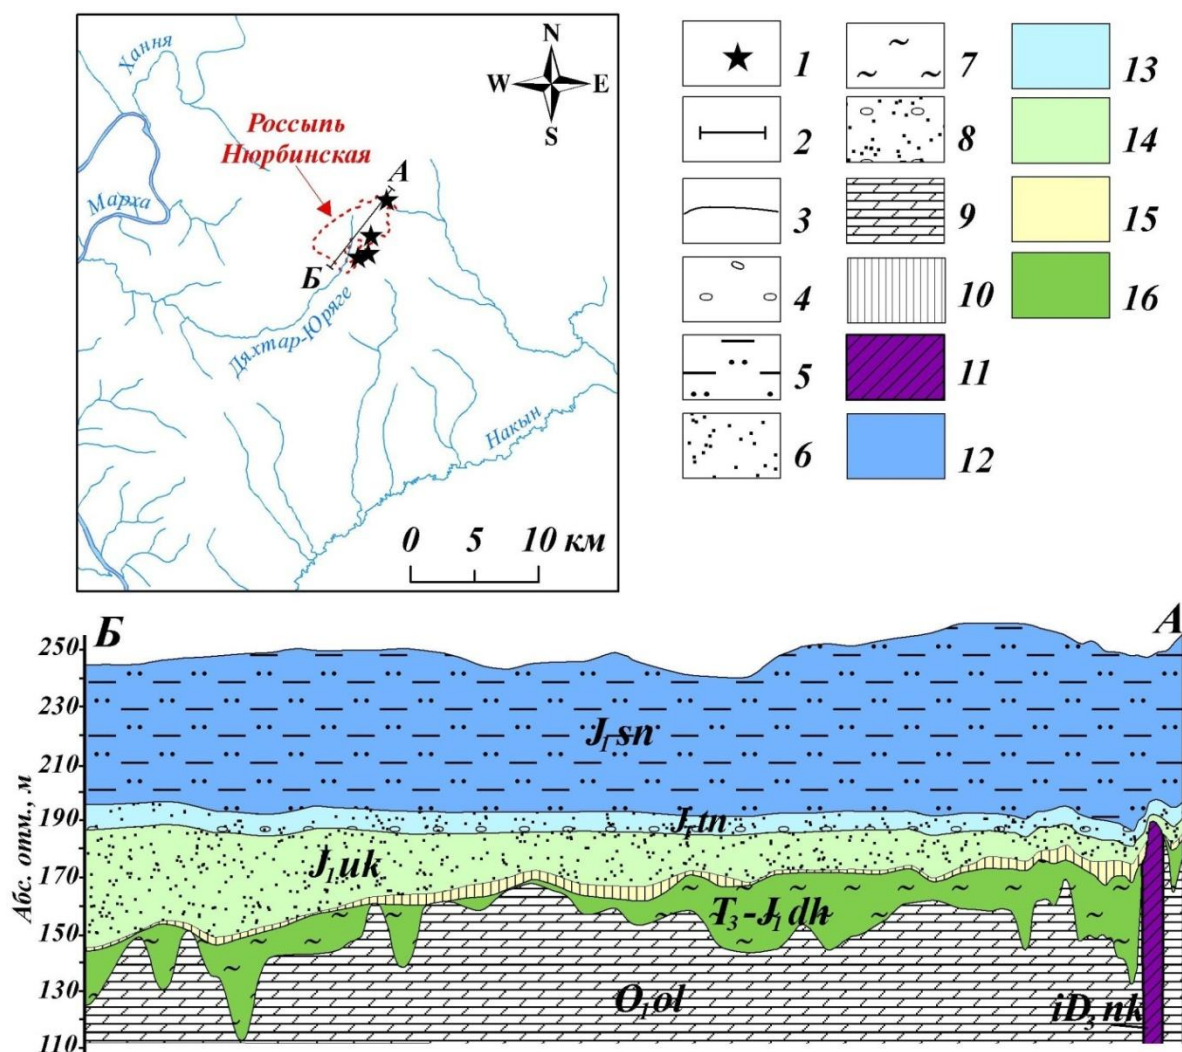 Хання
N
W E
S
Россыпь
Нюрбинская
А
Марха
Б
Дяхтар-Юряге
Накын
0 5 10 км
1
2
3
4
5
6
7
8
9
10
11
12
13
14
15
16
Б
А
Абс. отм., м
250
230
210
190
170
150
130
110
J₁sn
J₁tn
J₁uk
T₃-J₁dh
O₁ol
iD₃nk